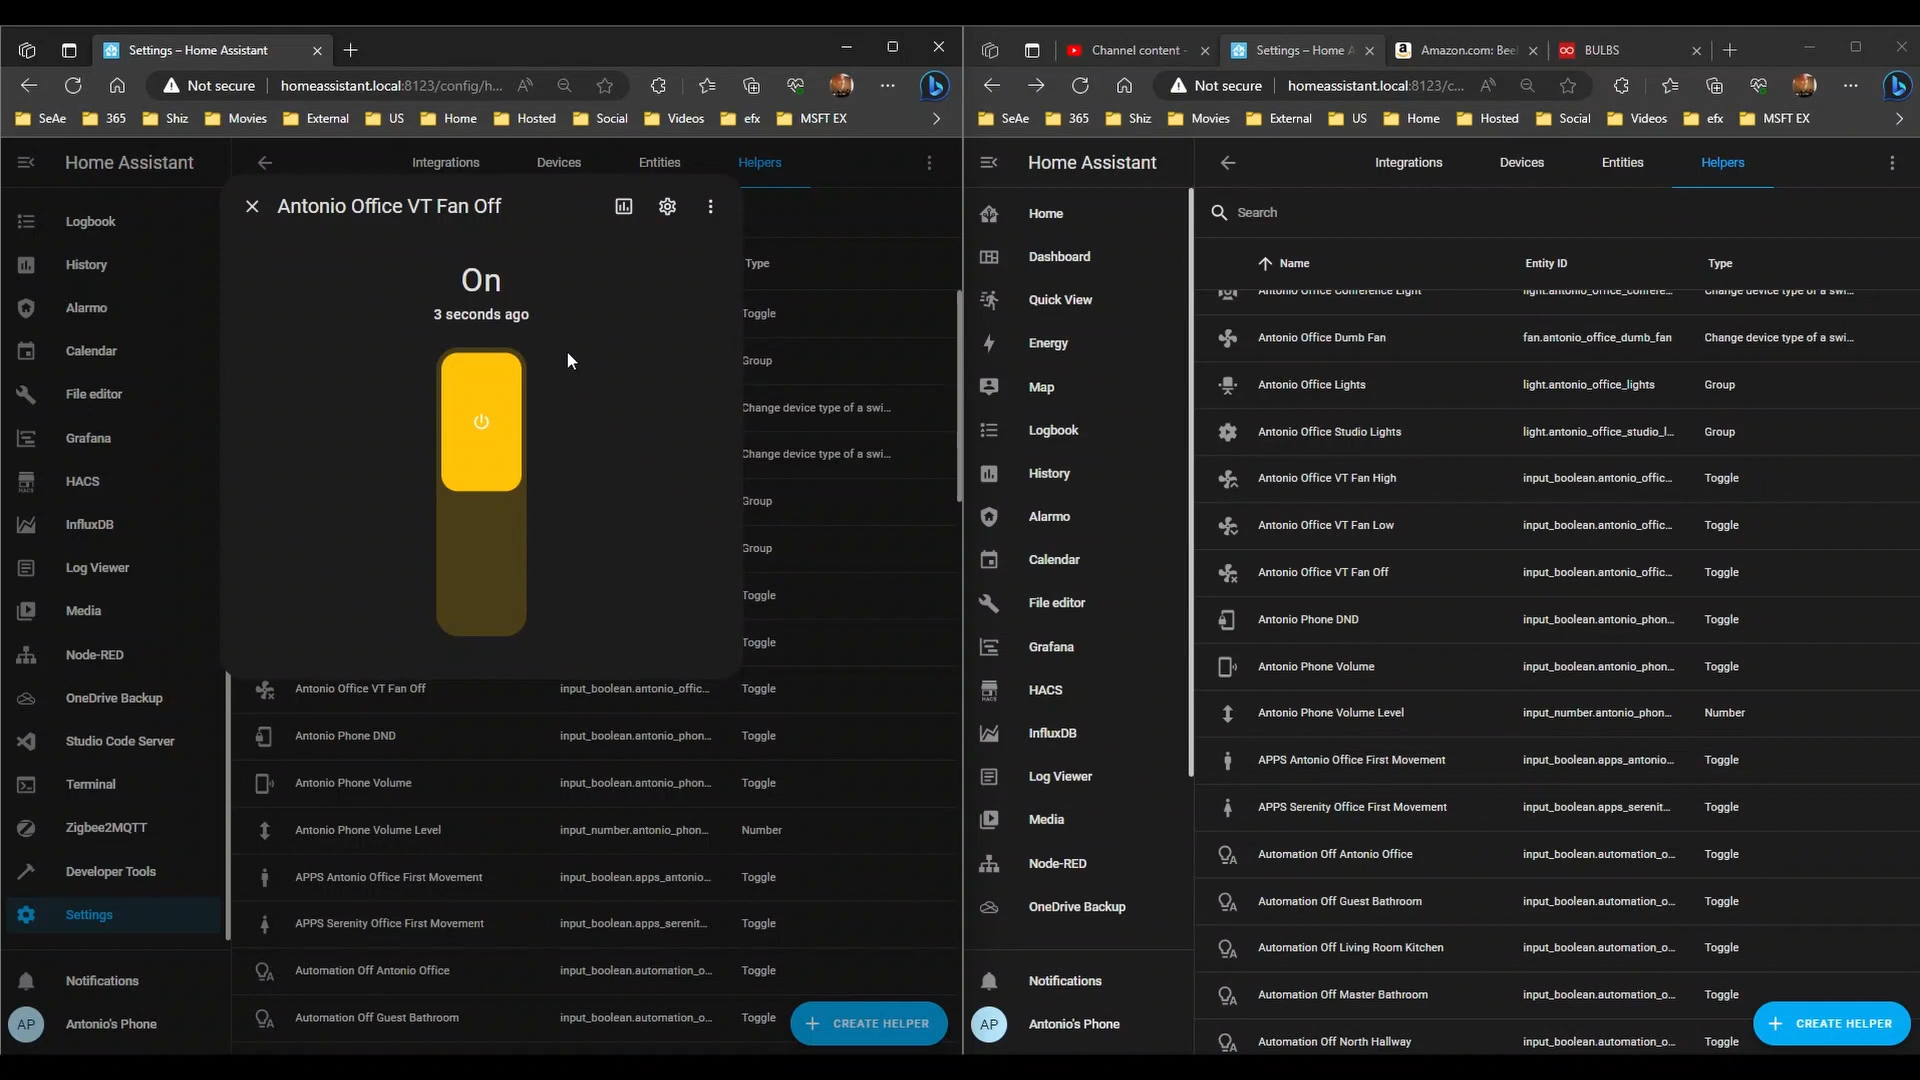 Settings – Home Assistant
Not secure
homeassistant.local:8123/config/h...
SeAe
365
Shiz
Movies
External
US
Home
Hosted
Social
Videos
efx
MSFT EX
Home Assistant
Integrations
Devices
Entities
Helpers
Logbook
History
Alarmo
Calendar
File editor
Grafana
HACS
InfluxDB
Log Viewer
Media
Node-RED
OneDrive Backup
Studio Code Server
Terminal
Zigbee2MQTT
Developer Tools
Settings
Notifications
AP Antonio's Phone
Antonio Office VT Fan Off
On
3 seconds ago
Type
Toggle
Group
Change device type of a swi...
Change device type of a swi...
Group
Group
Toggle
Toggle
Antonio Office VT Fan Off input_boolean.antonio_offic... Toggle
Antonio Phone DND input_boolean.antonio_phon... Toggle
Antonio Phone Volume input_boolean.antonio_phon... Toggle
Antonio Phone Volume Level input_number.antonio_phon... Number
APPS Antonio Office First Movement input_boolean.apps_antonio... Toggle
APPS Serenity Office First Movement input_boolean.apps_serenit... Toggle
Automation Off Antonio Office input_boolean.automation_o... Toggle
Automation Off Guest Bathroom input_boolean.automation_o... Toggle
CREATE HELPER
Channel content -
Settings – Home A
Amazon.com: Beel
BULBS
Not secure
homeassistant.local:8123/c...
SeAe
365
Shiz
Movies
External
US
Home
Hosted
Social
Videos
efx
MSFT EX
Home Assistant
Integrations
Devices
Entities
Helpers
Home
Dashboard
Quick View
Energy
Map
Logbook
History
Alarmo
Calendar
File editor
Grafana
HACS
InfluxDB
Log Viewer
Media
Node-RED
OneDrive Backup
Notifications
AP Antonio's Phone
Search
Name Entity ID Type
Antonio Office Conference Light light.antonio_office_confere... Change device type of a swi...
Antonio Office Dumb Fan fan.antonio_office_dumb_fan Change device type of a swi...
Antonio Office Lights light.antonio_office_lights Group
Antonio Office Studio Lights light.antonio_office_studio_l... Group
Antonio Office VT Fan High input_boolean.antonio_offic... Toggle
Antonio Office VT Fan Low input_boolean.antonio_offic... Toggle
Antonio Office VT Fan Off input_boolean.antonio_offic... Toggle
Antonio Phone DND input_boolean.antonio_phon... Toggle
Antonio Phone Volume input_boolean.antonio_phon... Toggle
Antonio Phone Volume Level input_number.antonio_phon... Number
APPS Antonio Office First Movement input_boolean.apps_antonio... Toggle
APPS Serenity Office First Movement input_boolean.apps_serenit... Toggle
Automation Off Antonio Office input_boolean.automation_o... Toggle
Automation Off Guest Bathroom input_boolean.automation_o... Toggle
Automation Off Living Room Kitchen input_boolean.automation_o... Toggle
Automation Off Master Bathroom input_boolean.automation_o... Toggle
Automation Off North Hallway input_boolean.automation_o... Toggle
CREATE HELPER